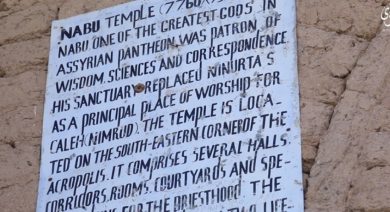 NABU TEMPLE (7760
NABU ONE OF THE GREATEST GODS IN
ASSYRIAN PANTHEON WAS PATRON OF
WISDOM, SCIENCES AND CORRESPONDENCE
HIS SANCTUARY REPLACED NINURTA'S
AS A PRINCIPAL PLACE OF WORSHIP FOR
CALEH (NIMRUD). THE TEMPLE IS LOCA-
TED ON THE SOUTH-EASTERN CORNER OF THE
ACROPOLIS. IT COMPRISES SEVERAL HALLS.
CORRIDORS. ROOMS. COURTYARDS AND SPE-
FOR THE PRIESTHOOD THE
LIFE-